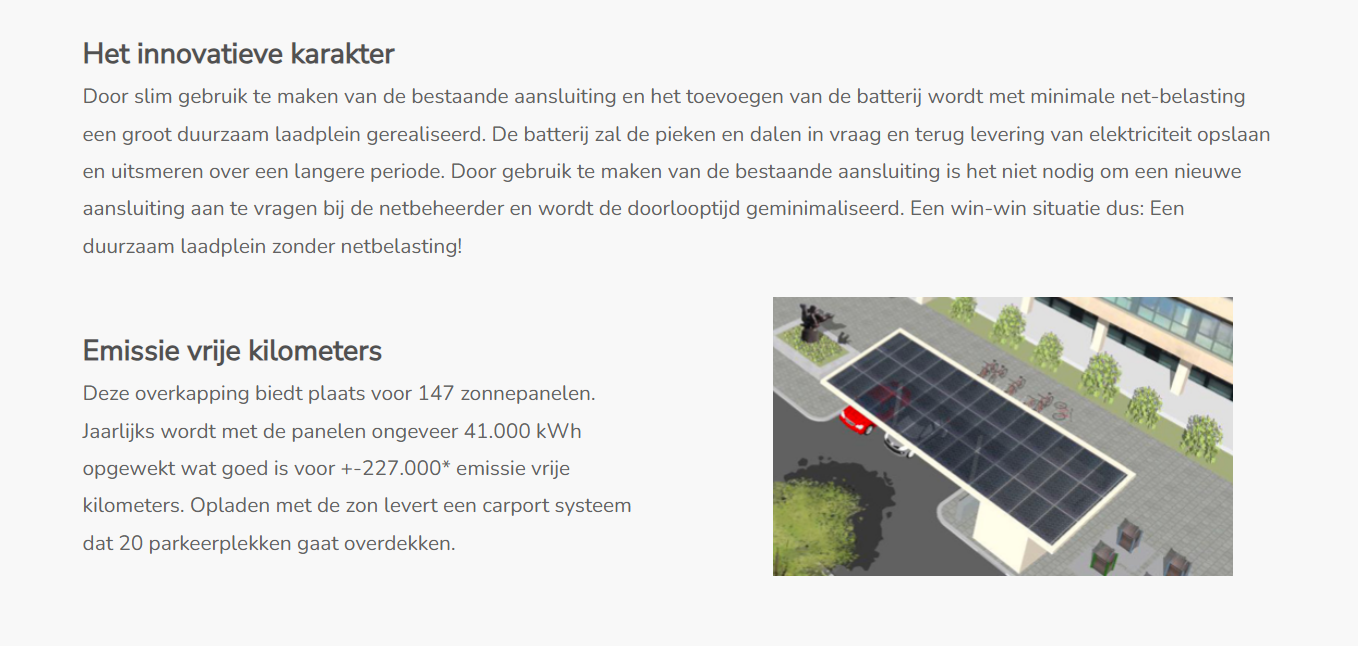 Het innovatieve karakter
Door slim gebruik te maken van de bestaande aansluiting en het toevoegen van de batterij wordt met minimale net-belasting
een groot duurzaam laadplein gerealiseerd. De batterij zal de pieken en dalen in vraag en terug levering van elektriciteit opslaan
en uitsmeren over een langere periode. Door gebruik te maken van de bestaande aansluiting is het niet nodig om een nieuwe
aansluiting aan te vragen bij de netbeheerder en wordt de doorlooptijd geminimaliseerd. Een win-win situatie dus: Een
duurzaam laadplein zonder netbelasting!
Emissie vrije kilometers
Deze overkapping biedt plaats voor 147 zonnepanelen.
Jaarlijks wordt met de panelen ongeveer 41.000 kWh
opgewekt wat goed is voor +-227.000* emissie vrije
kilometers. Opladen met de zon levert een carport systeem
dat 20 parkeerplekken gaat overdekken.